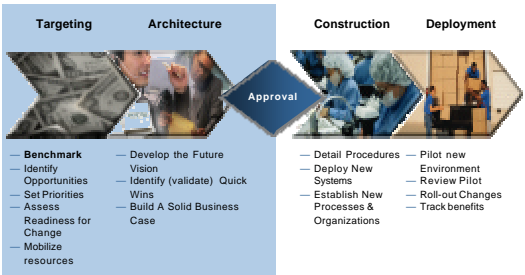 Targeting
Architecture
Construction
Deployment
Approval
— Benchmark
— Identify
Opportunities
— Set Priorities
— Assess
Readiness for
Change
— Mobilize
resources
— Develop the Future
Vision
— Identify (validate) Quick
Wins
— Build A Solid Business
Case
— Detail Procedures
— Deploy New
Systems
— Establish New
Processes &
Organizations
— Pilot new
Environment
— Review Pilot
— Roll-out Changes
— Track benefits